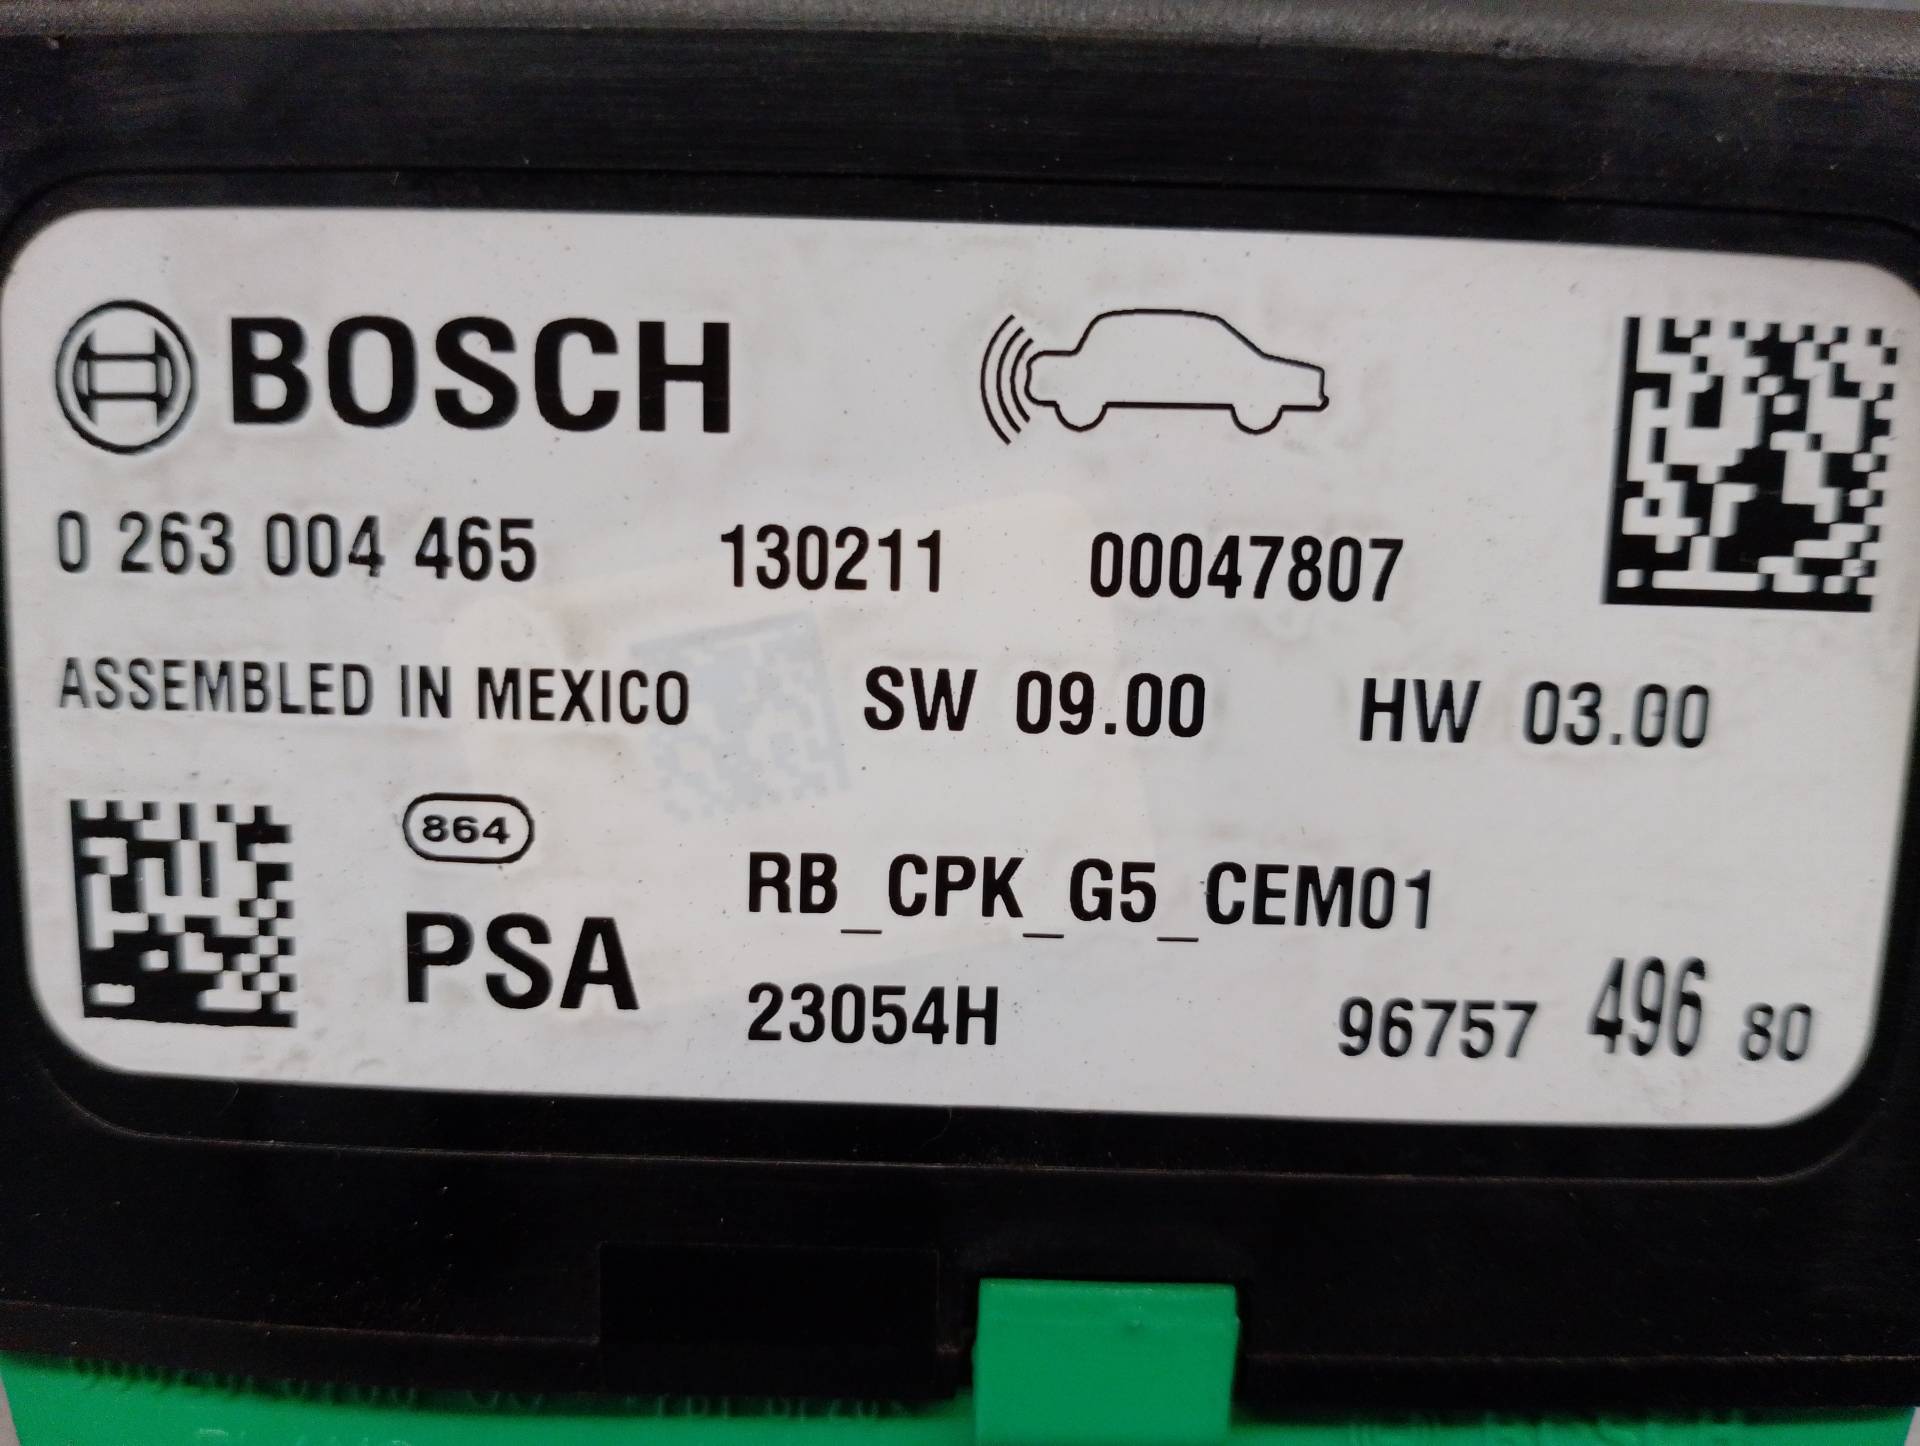 BOSCH
0 263 004 465 130211 00047807
ASSEMBLED IN MEXICO SW 09.00 HW 03.00
864
RB_CPK_G5_CEM01
PSA
23054H 96757 496 80